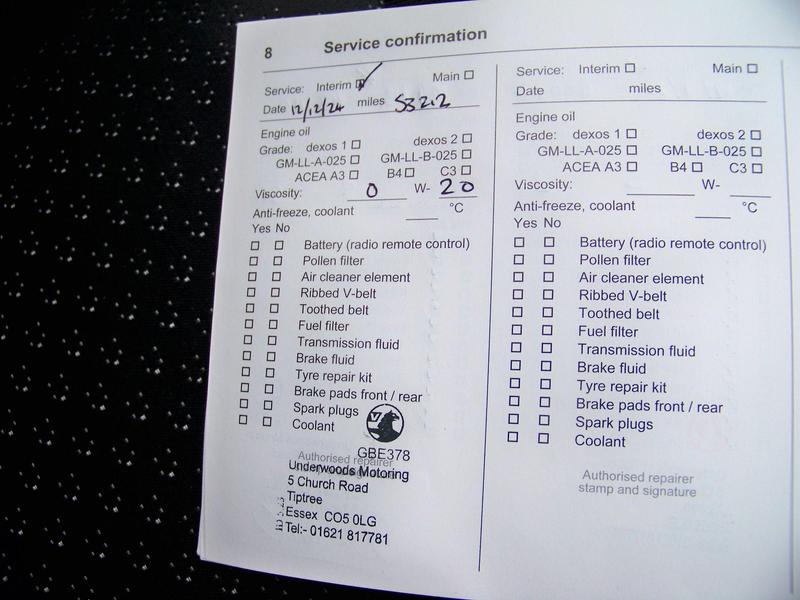 8 Service confirmation
Service: Interim Main
Date 12/12/24 miles 53212
Engine oil
Grade: dexos 1 dexos 2
GM-LL-A-025 GM-LL-B-025
ACEA A3 B4 C3
Viscosity: 0 W- 20
Anti-freeze, coolant °C
Yes No
Battery (radio remote control)
Pollen filter
Air cleaner element
Ribbed V-belt
Toothed belt
Fuel filter
Transmission fluid
Brake fluid
Tyre repair kit
Brake pads front / rear
Spark plugs
Coolant
GBE378
Authorised repairer
Underwoods Motoring
5 Church Road
Tiptree
Essex CO5 0LG
Tel:- 01621 817781
Service: Interim Main
Date miles
Engine oil
Grade: dexos 1 dexos 2
GM-LL-A-025 GM-LL-B-025
ACEA A3 B4 C3
Viscosity: W-
Anti-freeze, coolant °C
Yes No
Battery (radio remote control)
Pollen filter
Air cleaner element
Ribbed V-belt
Toothed belt
Fuel filter
Transmission fluid
Brake fluid
Tyre repair kit
Brake pads front / rear
Spark plugs
Coolant
Authorised repairer
stamp and signature